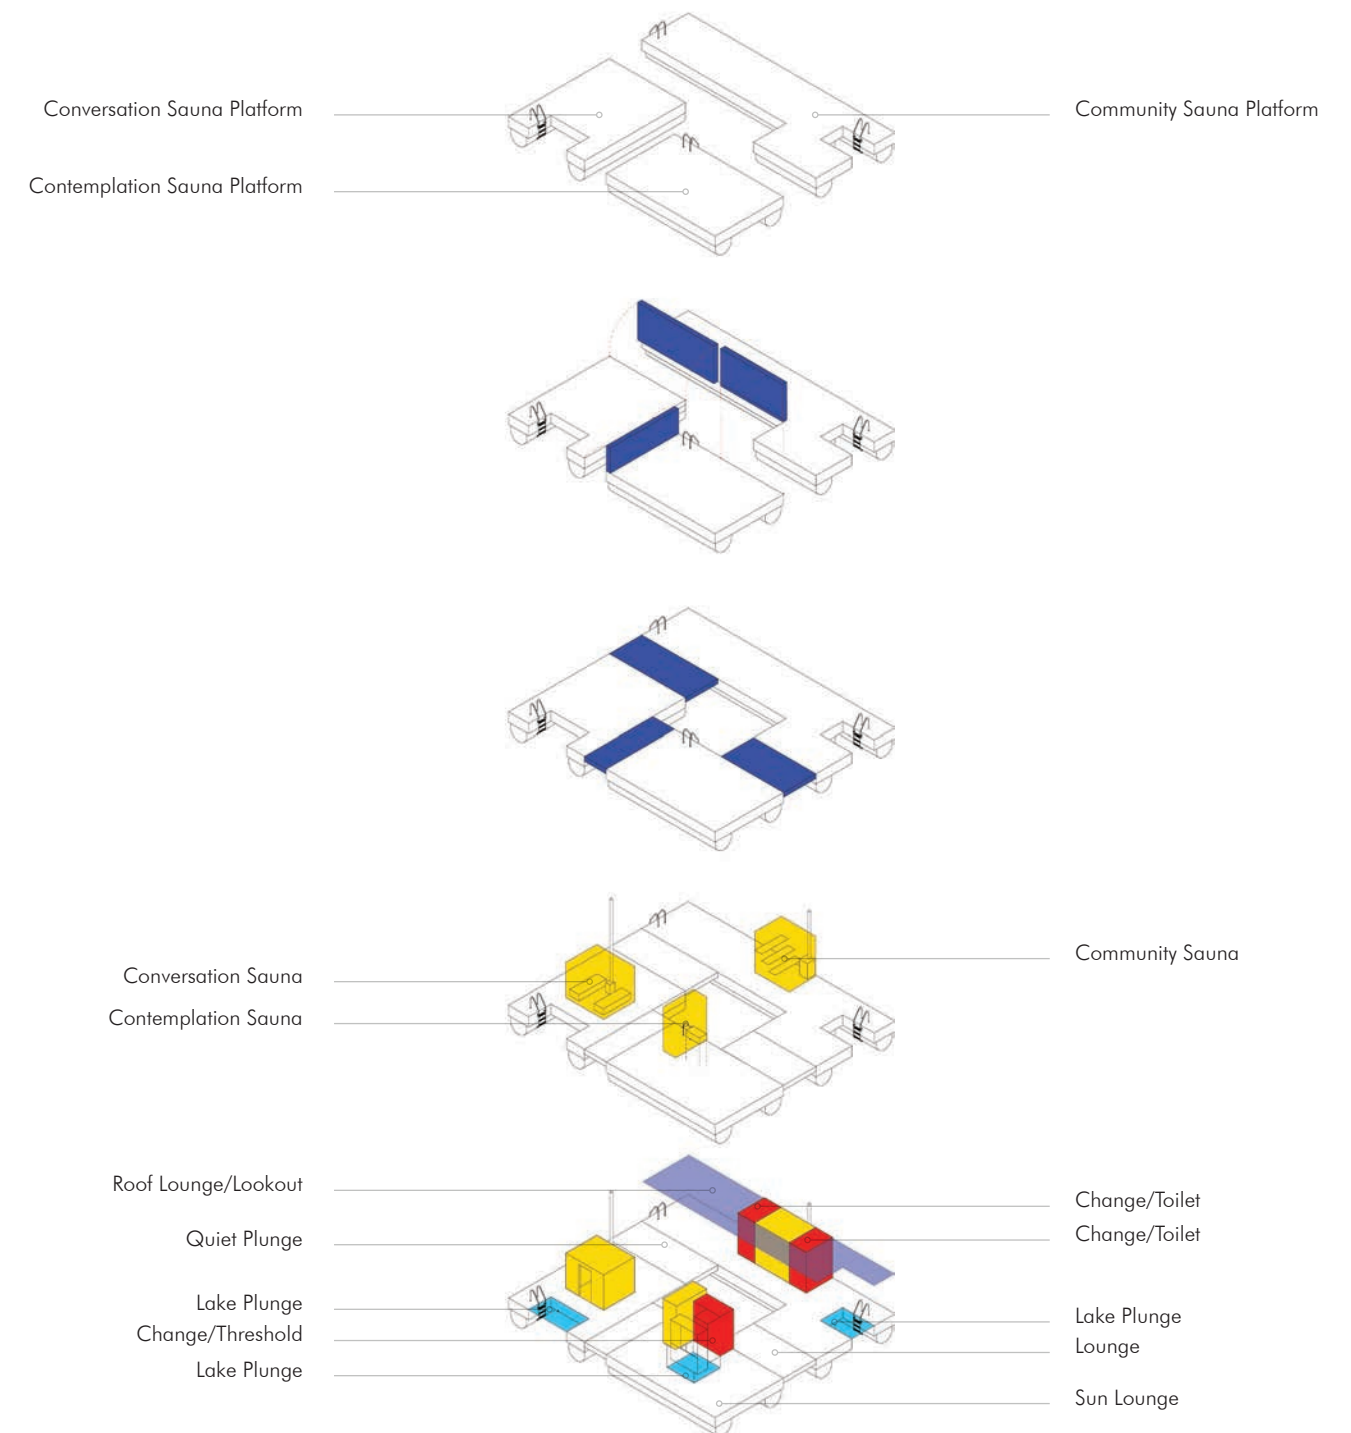 Conversation Sauna Platform
Community Sauna Platform
Contemplation Sauna Platform
Community Sauna
Conversation Sauna
Contemplation Sauna
Roof Lounge/Lookout
Change/Toilet
Change/Toilet
Quiet Plunge
Lake Plunge
Lake Plunge
Change/Threshold
Lounge
Lake Plunge
Sun Lounge